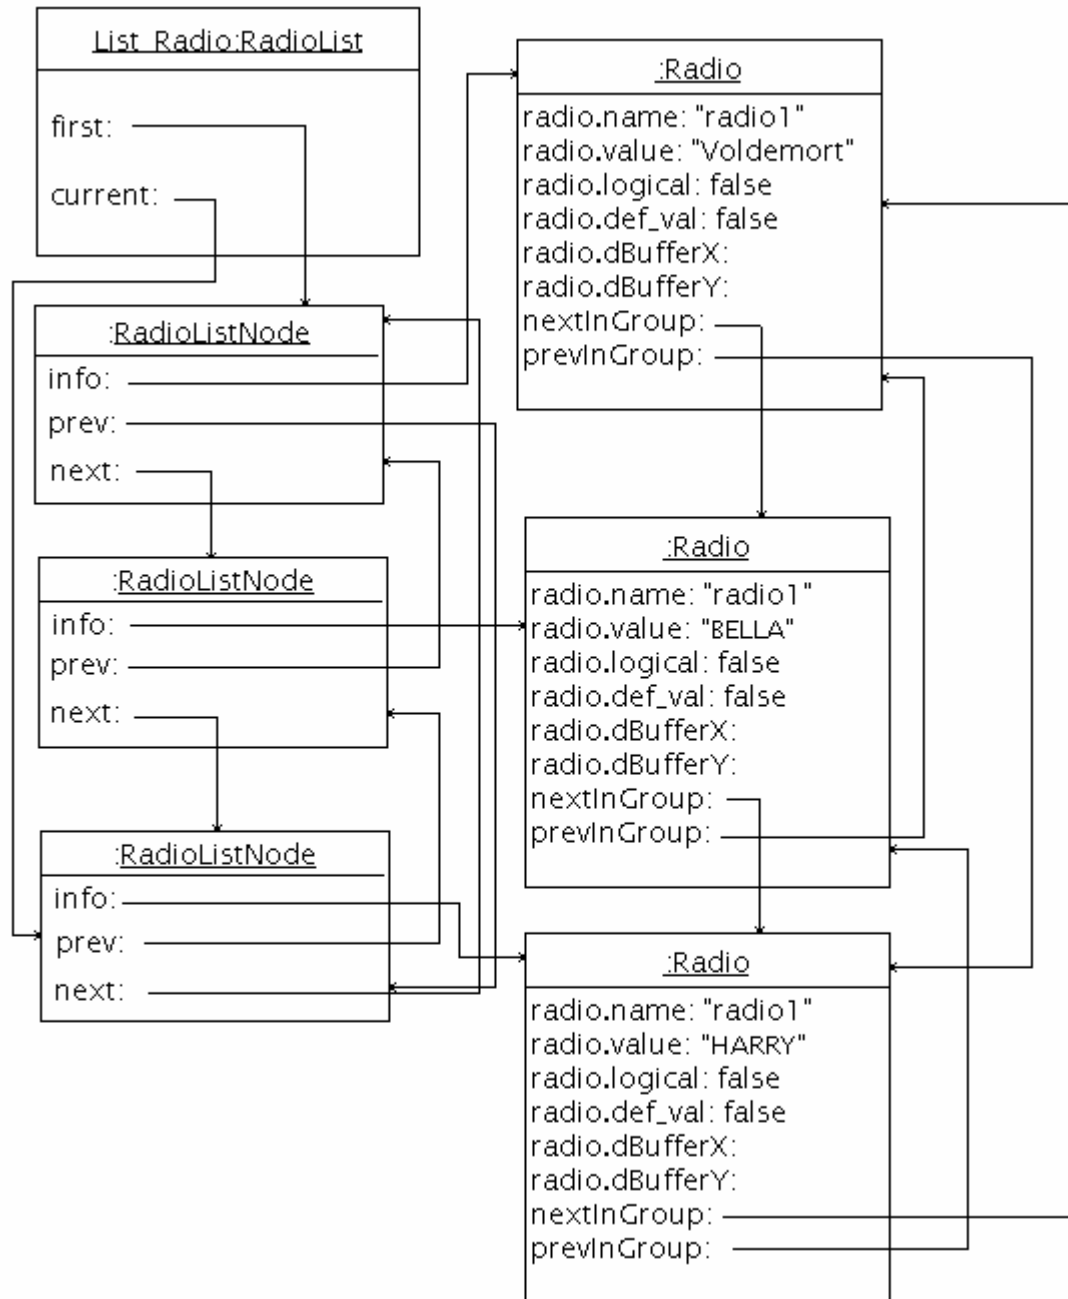 List_Radio:RadioList
first:
current:
:RadioListNode
info:
prev:
next:
:RadioListNode
info:
prev:
next:
:RadioListNode
info:
prev:
next:
:Radio
radio.name: "radio1"
radio.value: "Voldemort"
radio.logical: false
radio.def_val: false
radio.dBufferX:
radio.dBufferY:
nextInGroup:
prevInGroup:
:Radio
radio.name: "radio1"
radio.value: "BELLA"
radio.logical: false
radio.def_val: false
radio.dBufferX:
radio.dBufferY:
nextInGroup:
prevInGroup:
:Radio
radio.name: "radio1"
radio.value: "HARRY"
radio.logical: false
radio.def_val: false
radio.dBufferX:
radio.dBufferY:
nextInGroup:
prevInGroup: